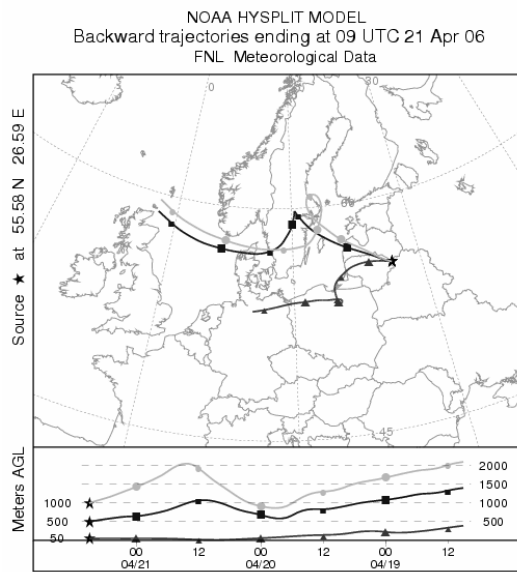 NOAA HYSPLIT MODEL
Backward trajectories ending at 09 UTC 21 Apr 06
FNL Meteorological Data
Source ★ at 55.58 N 26.59 E
0
30
60
45
Meters AGL
1000
500
50
2000
1500
1000
500
00 12 00 12 00 12
04/21 04/20 04/19